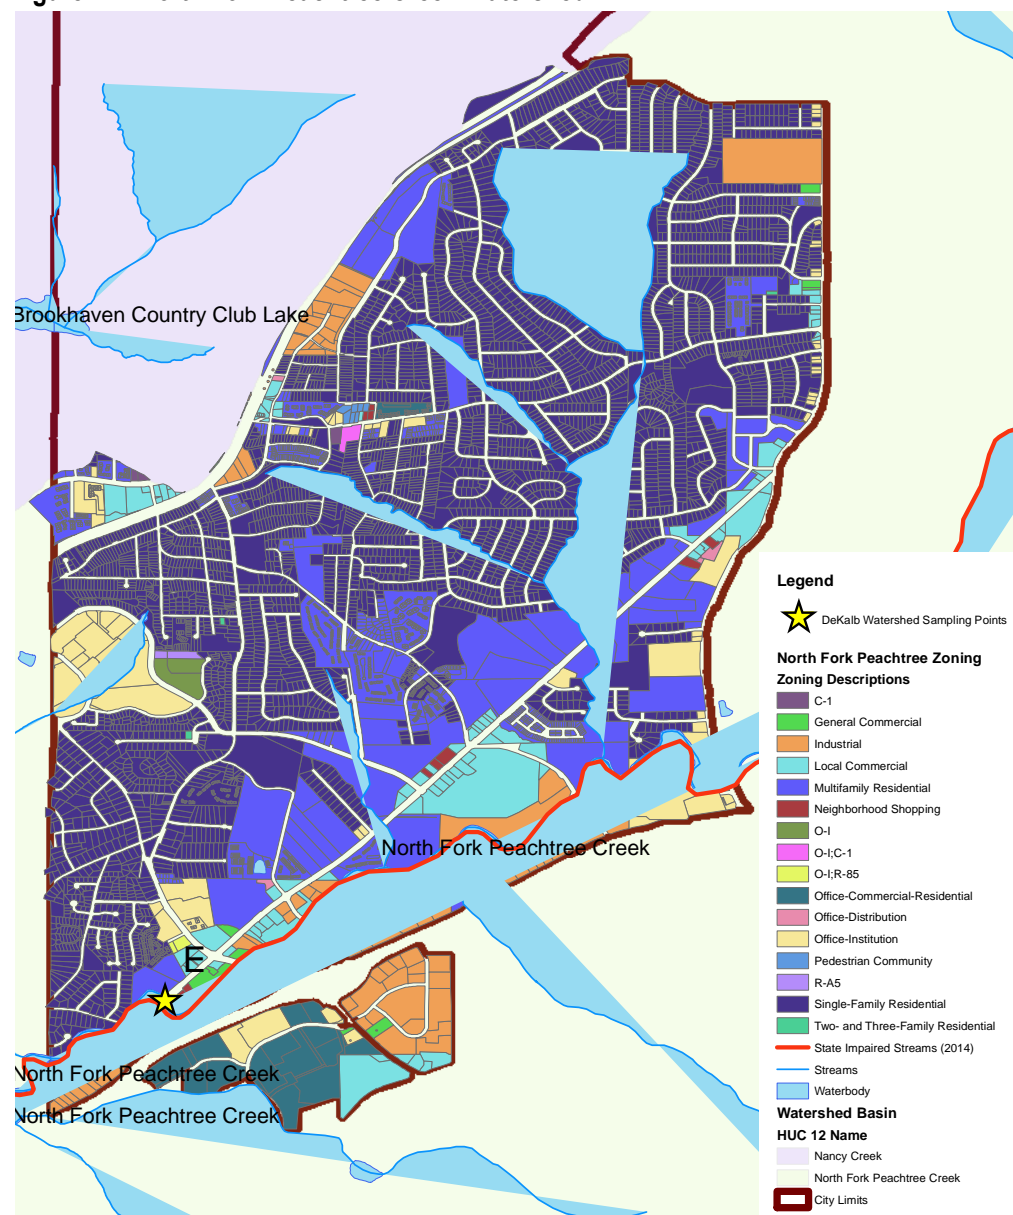 Brookhaven Country Club Lake
North Fork Peachtree Creek
E
North Fork Peachtree Creek
North Fork Peachtree Creek
Legend
DeKalb Watershed Sampling Points
North Fork Peachtree Zoning
Zoning Descriptions
C-1
General Commercial
Industrial
Local Commercial
Multifamily Residential
Neighborhood Shopping
O-I
O-I;C-1
O-I;R-85
Office-Commercial-Residential
Office-Distribution
Office-Institution
Pedestrian Community
R-A5
Single-Family Residential
Two- and Three-Family Residential
State Impaired Streams (2014)
Streams
Waterbody
Watershed Basin
HUC 12 Name
Nancy Creek
North Fork Peachtree Creek
City Limits